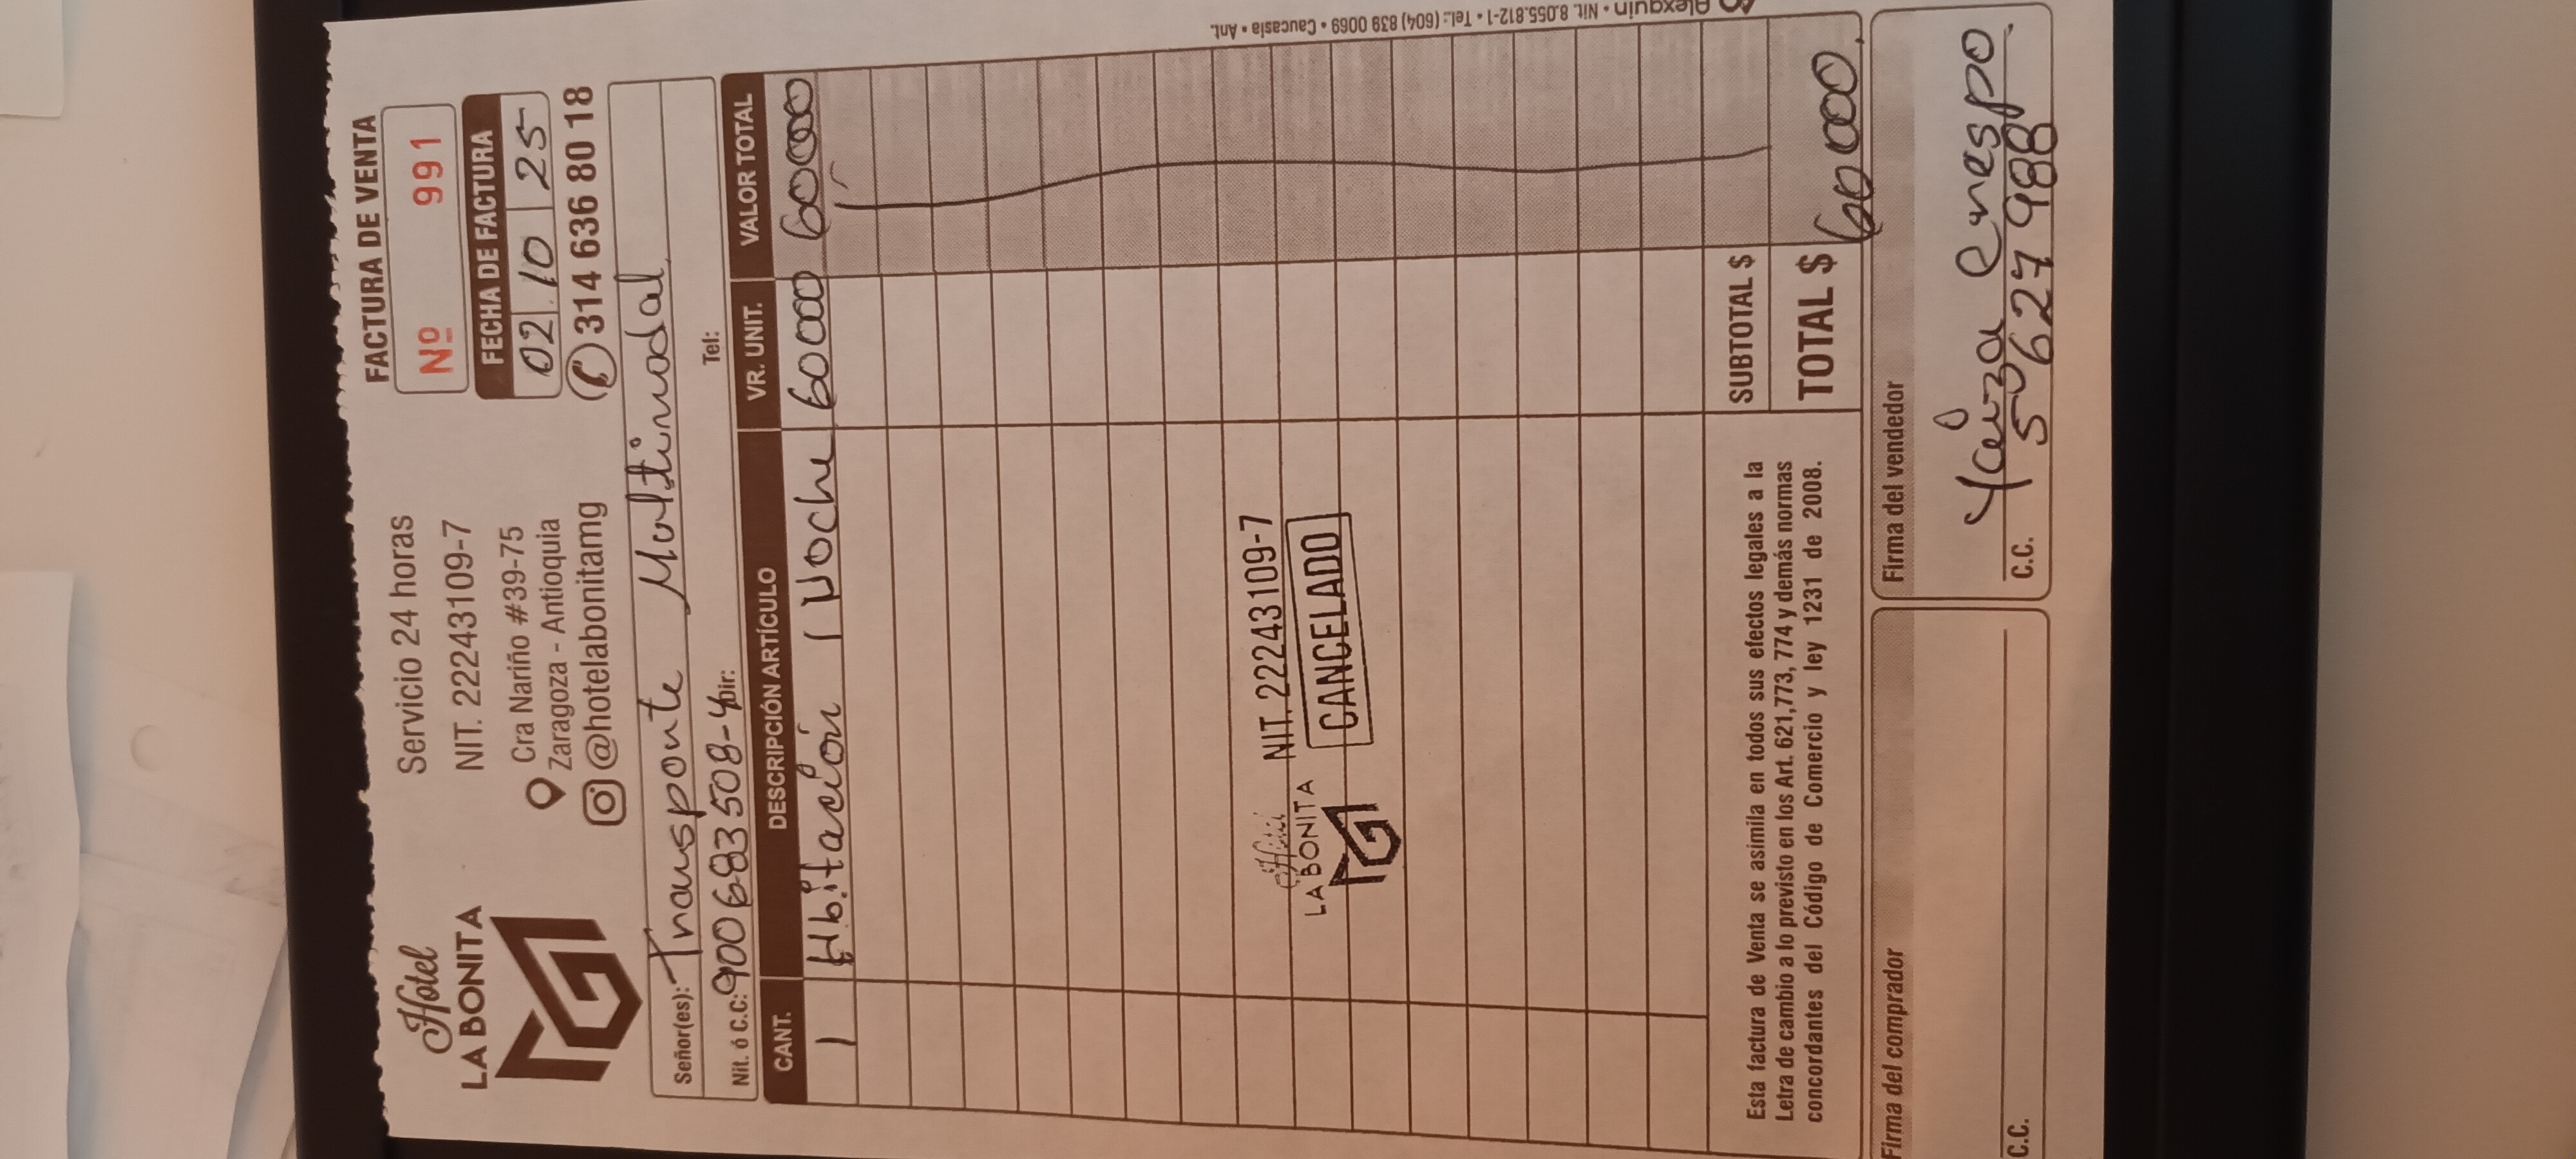 Hotel
LA BONITA
Servicio 24 horas
NIT. 22243109-7
Cra Nariño #39-75
Zaragoza - Antioquia
@hotelabonitamg
FACTURA DE VENTA
Nº 991
FECHA DE FACTURA
02 10 25
314 636 80 18
Señor(es): Transporte Multimodal
Nit. ó C.C: 900683508-4 Dir: Tel:
CANT. DESCRIPCIÓN ARTÍCULO VR. UNIT. VALOR TOTAL
1 Hbitación 1 Noche 60000 60000
Hotel
LA BONITA
NIT. 22243109-7
CANCELADO
Esta factura de Venta se asimila en todos sus efectos legales a la
Letra de cambio a lo previsto en los Art. 621,773, 774 y demás normas
concordantes del Código de Comercio y ley 1231 de 2008.
SUBTOTAL $
TOTAL $ 60000
Firma del comprador
C.C.
Firma del vendedor
C.C.
Alexquin • Nit. 8.055.812-1 • Tel.: (604) 839 0069 • Caucasia • Ant.